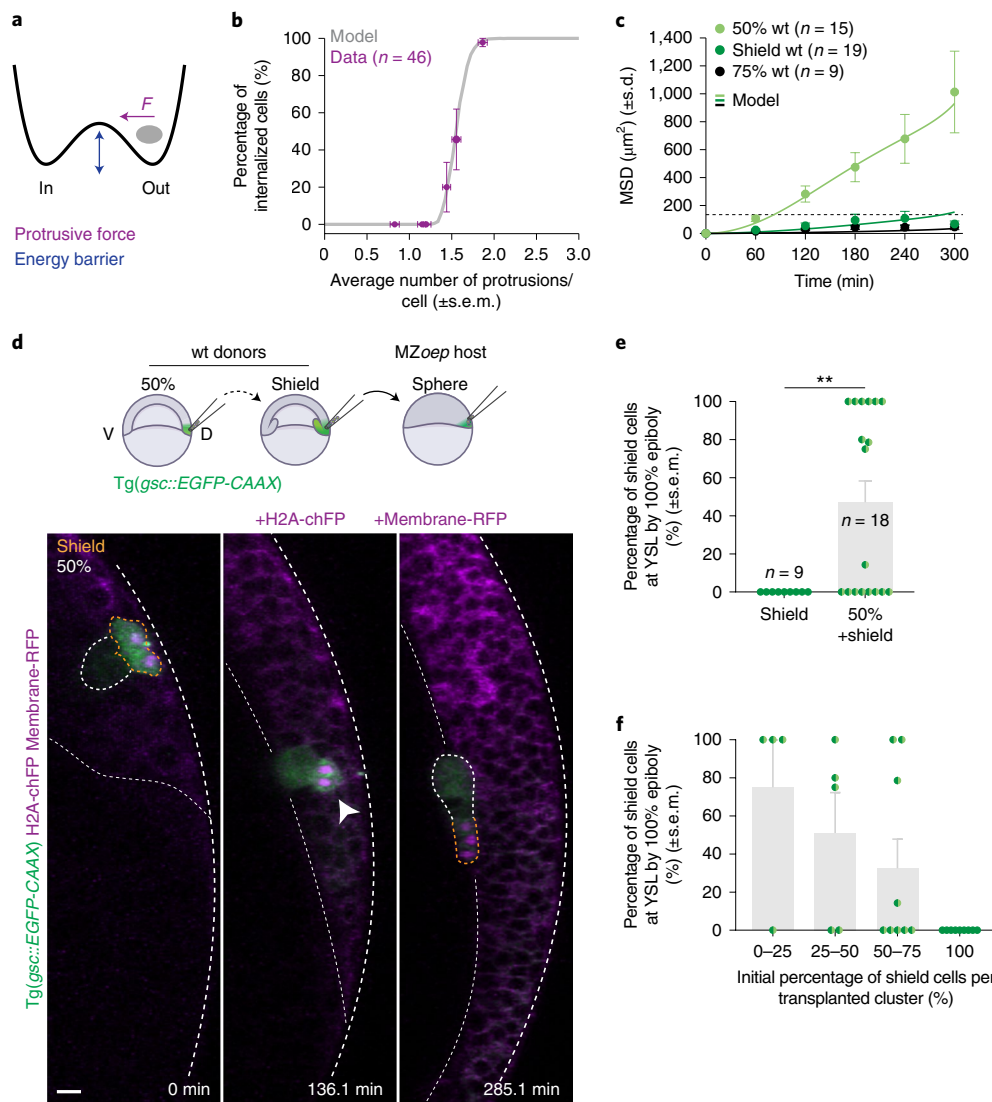 a
F
In
Out
Protrusive force
Energy barrier
b
Percentage of
internalized cells (%)
100
80
60
40
20
0
Model
Data (n = 46)
0
0.5
1.0
1.5
2.0
2.5
3.0
Average number of protrusions/
cell (±s.e.m.)
c
MSD (μm²) (±s.d.)
1,400
1,200
1,000
800
600
400
200
0
50% wt (n = 15)
Shield wt (n = 19)
75% wt (n = 9)
Model
0
60
120
180
240
300
Time (min)
d
wt donors
MZoep host
50%
Shield
Sphere
V
D
Tg(gsc::EGFP-CAAX)
+H2A-chFP
+Membrane-RFP
Tg(gsc::EGFP-CAAX) H2A-chFP Membrane-RFP
Shield
50%
0 min
136.1 min
285.1 min
e
Percentage of shield cells
at YSL by 100% epiboly
(%) (±s.e.m.)
100
80
60
40
20
0
**
n = 9
n = 18
Shield
50%
+shield
f
Percentage of shield cells
at YSL by 100% epiboly
(%) (±s.e.m.)
100
80
60
40
20
0
0–25
25–50
50–75
100
Initial percentage of shield cells per
transplanted cluster (%)